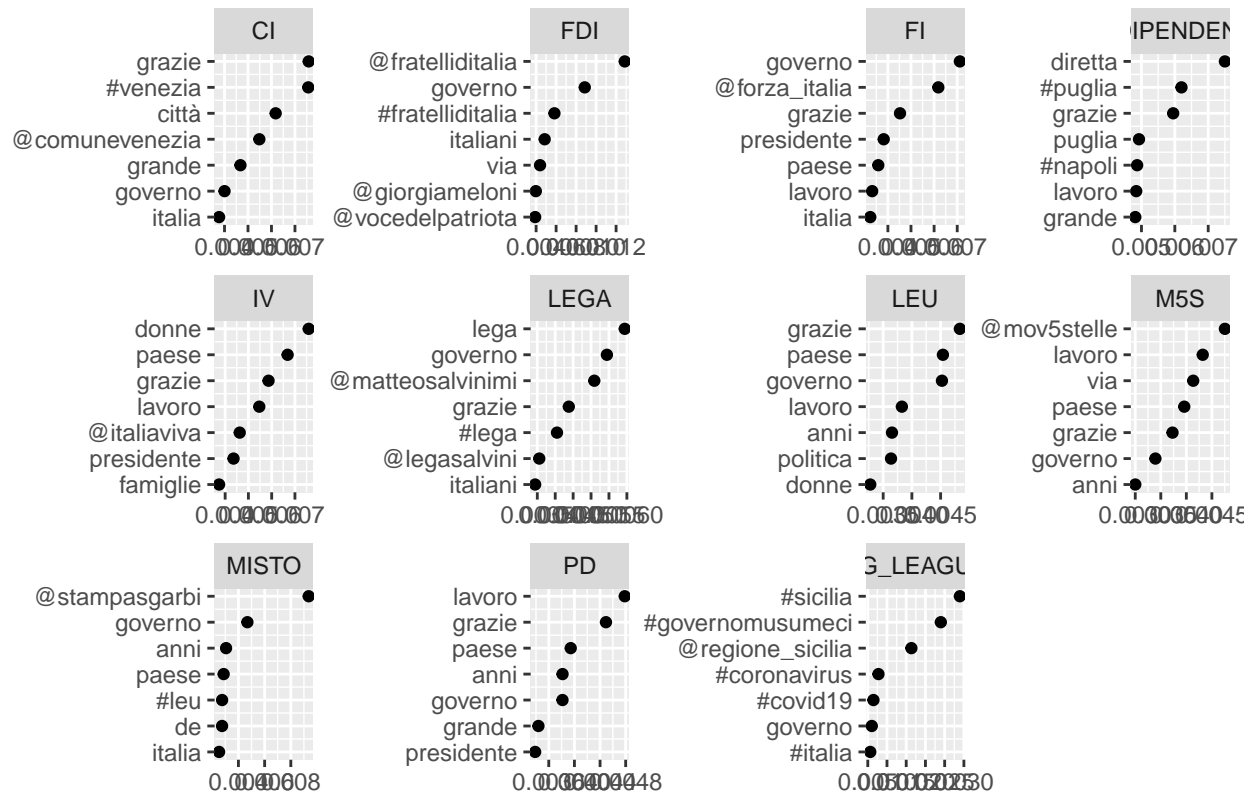 CI
FDI
FI
IPENDEN
grazie
#venezia
città
@comunevenezia
grande
governo
italia
@fratelliditalia
governo
#fratelliditalia
italiani
via
@giorgiameloni
@vocedelpatriota
governo
@forza_italia
grazie
presidente
paese
lavoro
italia
diretta
#puglia
grazie
puglia
#napoli
lavoro
grande
IV
LEGA
LEU
M5S
donne
paese
grazie
lavoro
@italiaviva
presidente
famiglie
lega
governo
@matteosalvinimi
grazie
#lega
@legasalvini
italiani
grazie
paese
governo
lavoro
anni
politica
donne
@mov5stelle
lavoro
via
paese
grazie
governo
anni
MISTO
PD
G_LEAGU
@stampasgarbi
governo
anni
paese
#leu
de
italia
lavoro
grazie
paese
anni
governo
grande
presidente
#sicilia
#governomusumeci
@regione_sicilia
#coronavirus
#covid19
governo
#italia